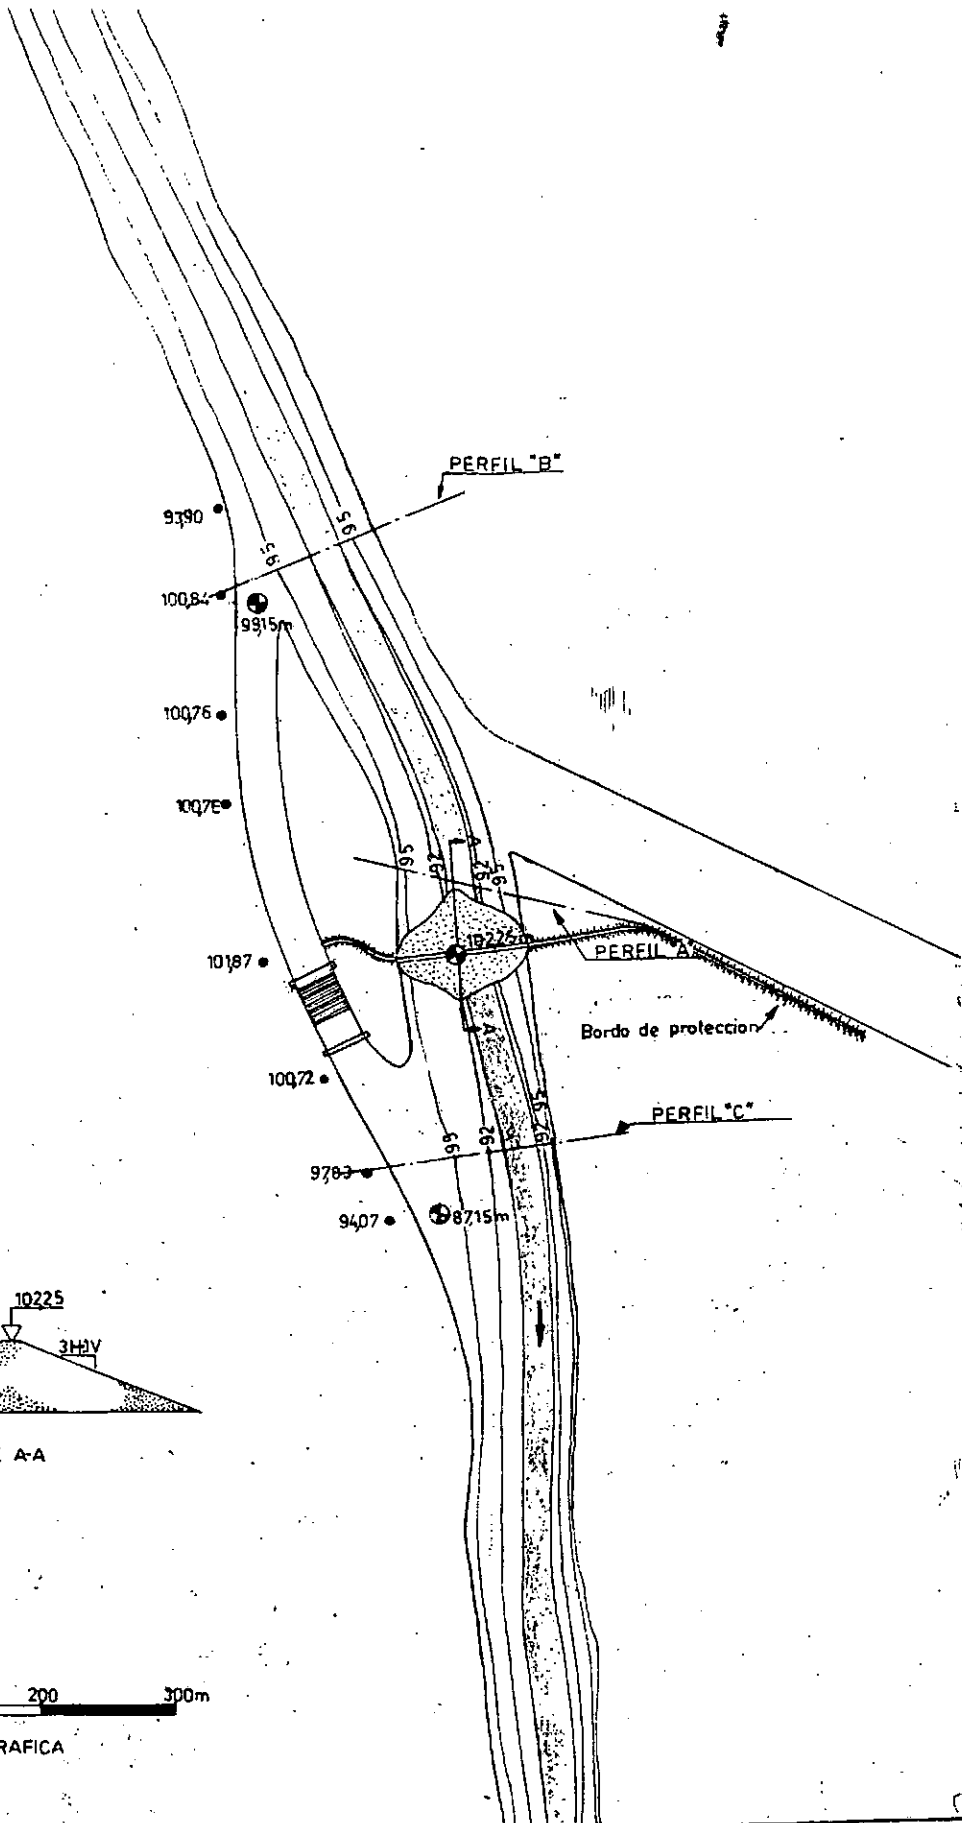 PERFIL "B"
95
93,90
95
100,84
99,15m
100,76
100,7E
A
95
92
92
95
102,25m
PERFIL "A"
101,87
Bordo de proteccion
A
100,72
95
PERFIL "C"
92
92
99
97,83
94,07
87,15m
102,25
3H:1V
A-A
200
300m
RAFICA